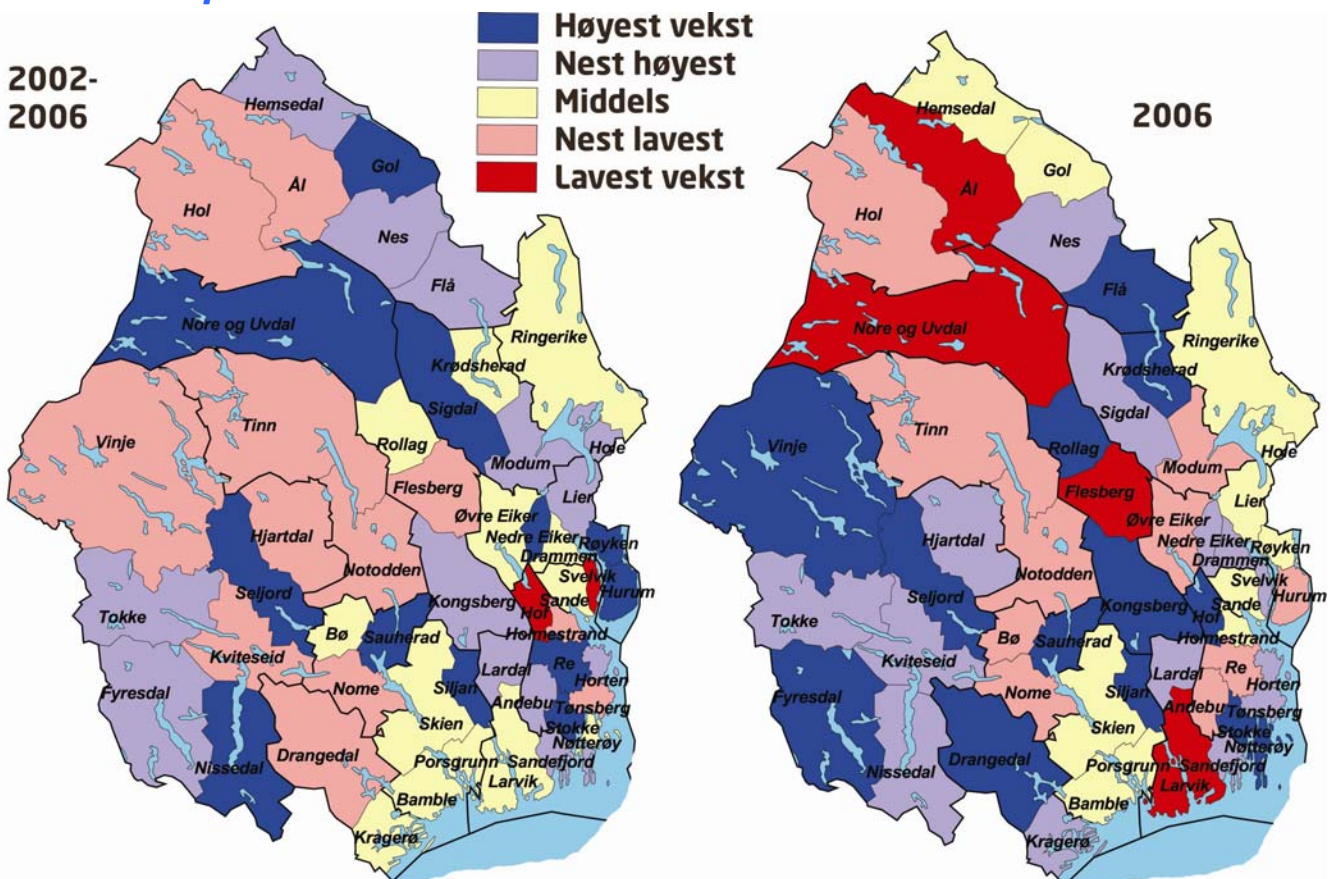 2002-
2006
Høyest vekst
Nest høyest
Middels
Nest lavest
Lavest vekst
2006
Hemsedal
Gol
Ål
Hol
Nes
Flå
Nore og Uvdal
Ringerike
Krødsherad
Sigdal
Tinn
Vinje
Rollag
Hole
Modum
Flesberg
Lier
Øvre Eiker
Hjartdal
Nedre Eiker
Røyken
Drammen
Svelvik
Notodden
Hurum
Seljord
Kongsberg
Sande
Hof
Tokke
Bø
Sauherad
Holmestrand
Kviteseid
Lardal
Re
Fyresdal
Nome
Siljan
Horten
Andebu
Tønsberg
Skien
Stokke
Nøtterøy
Drangedal
Nissedal
Porsgrunn
Sandefjord
Larvik
Bamble
Kragerø
Hemsedal
Gol
Ål
Hol
Nes
Flå
Nore og Uvdal
Ringerike
Krødsherad
Sigdal
Tinn
Vinje
Rollag
Hole
Modum
Flesberg
Lier
Øvre Eiker
Nedre Eiker
Røyken
Hjartdal
Drammen
Notodden
Svelvik
Hurum
Seljord
Kongsberg
Sande
Hof
Tokke
Bø
Sauherad
Holmestrand
Kviteseid
Lardal
Re
Fyresdal
Nome
Siljan
Horten
Andebu
Tønsberg
Skien
Stokke
Nøtterøy
Drangedal
Nissedal
Porsgrunn
Sandefjord
Larvik
Bamble
Kragerø